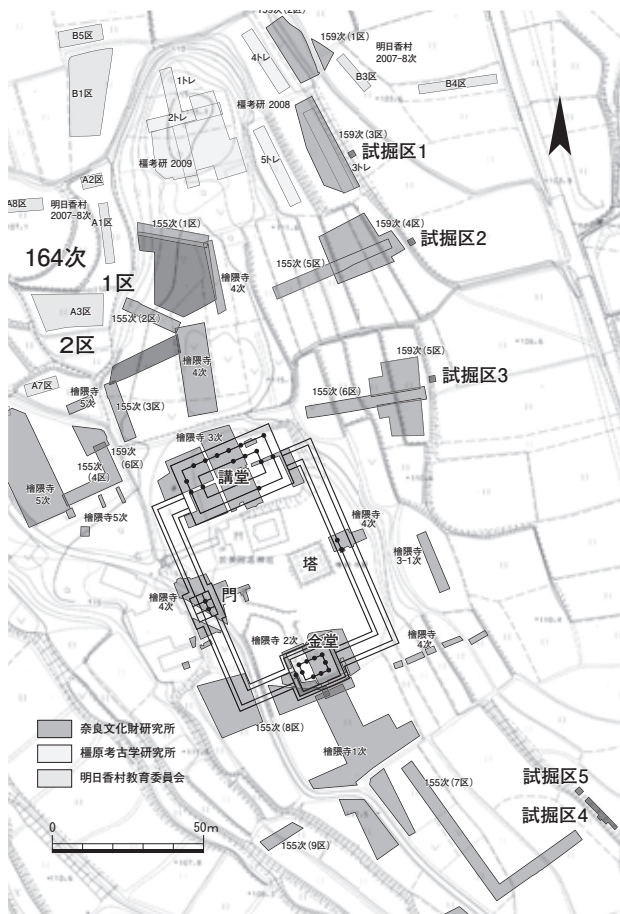 159次(2区)
B5区
159次(1区)
明日香村
2007-8次
4トレ
B3区
B4区
1トレ
B1区
橿考研 2008
2トレ
159次(3区)
試掘区1
3トレ
5トレ
橿考研 2009
A2区
A8区
明日香村
2007-8次
A1区
155次(1区)
159次(4区)
試掘区2
164次
155次(5区)
1区
檜隈寺
4次
A3区
155次(2区)
2区
159次(5区)
檜隈寺
4次
試掘区3
A7区
檜隈寺
5次
155次(3区)
155次(6区)
檜隈寺 3次
159次
(6区)
155次
(4区)
講堂
檜隈寺
5次
檜隈寺5次
檜隈寺
4次
塔
檜隈寺
3-1次
檜隈寺
4次
門
檜隈寺 2次
金堂
檜隈寺
4次
奈良文化財研究所
155次(8区)
橿原考古学研究所
檜隈寺1次
明日香村教育委員会
155次(7区)
試掘区5
試掘区4
0
50m
155次(9区)